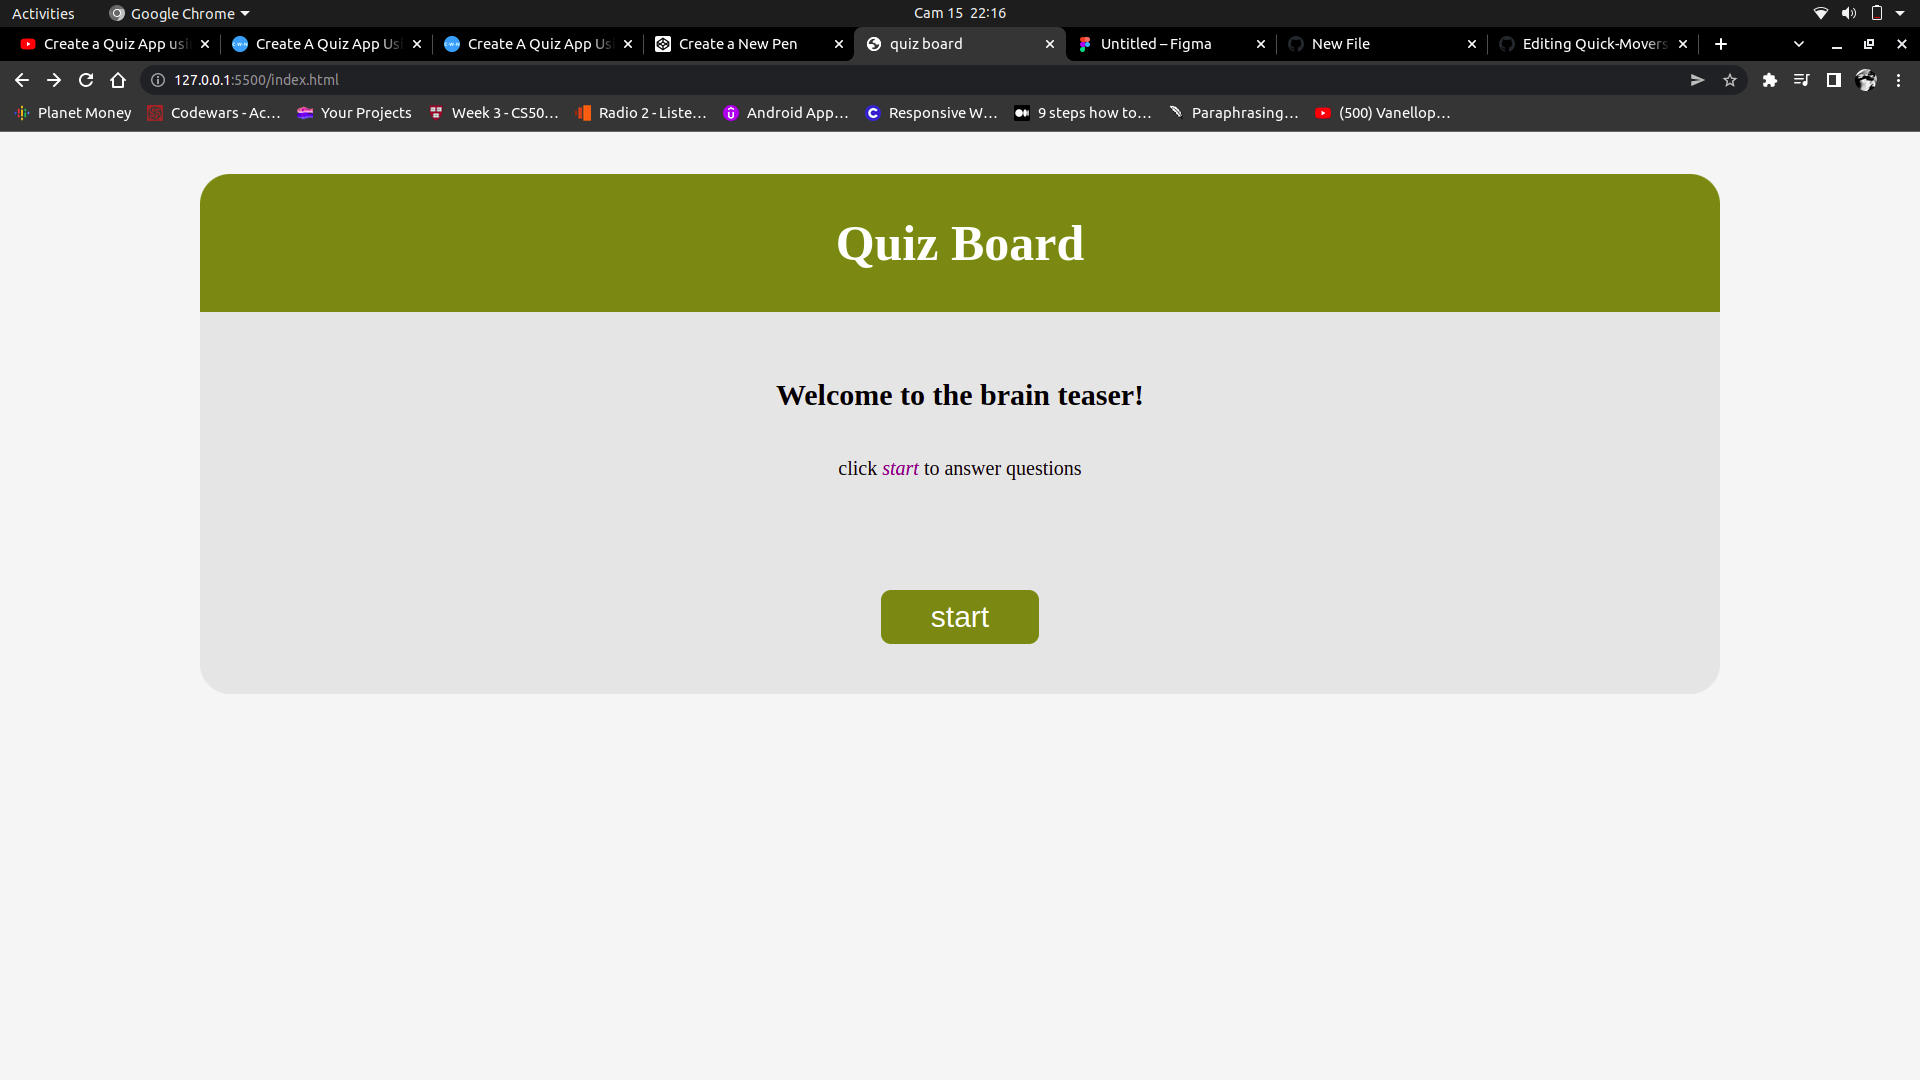 Activities Google Chrome Cam 15 22:16
Create a Quiz App usi Create A Quiz App Usi Create A Quiz App Usi Create a New Pen quiz board Untitled – Figma New File Editing Quick-Movers
127.0.0.1:5500/index.html
Planet Money Codewars - Ac… Your Projects Week 3 - CS50… Radio 2 - Liste… Android App… Responsive W… 9 steps how to… Paraphrasing… (500) Vanellop…
Quiz Board
Welcome to the brain teaser!
click start to answer questions
start